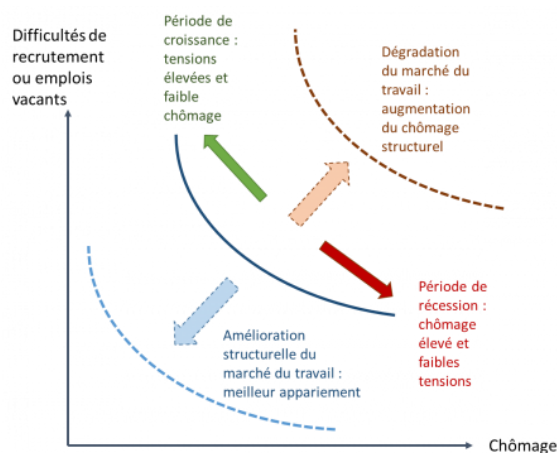 Difficultés de
recrutement
ou emplois
vacants
Période de
croissance :
tensions
élevées et
faible
chômage
Dégradation
du marché du
travail :
augmentation
du chômage
structurel
Période de
récession :
chômage
élevé et
faibles
tensions
Amélioration
structurelle du
marché du travail :
meilleur appariement
Chômage